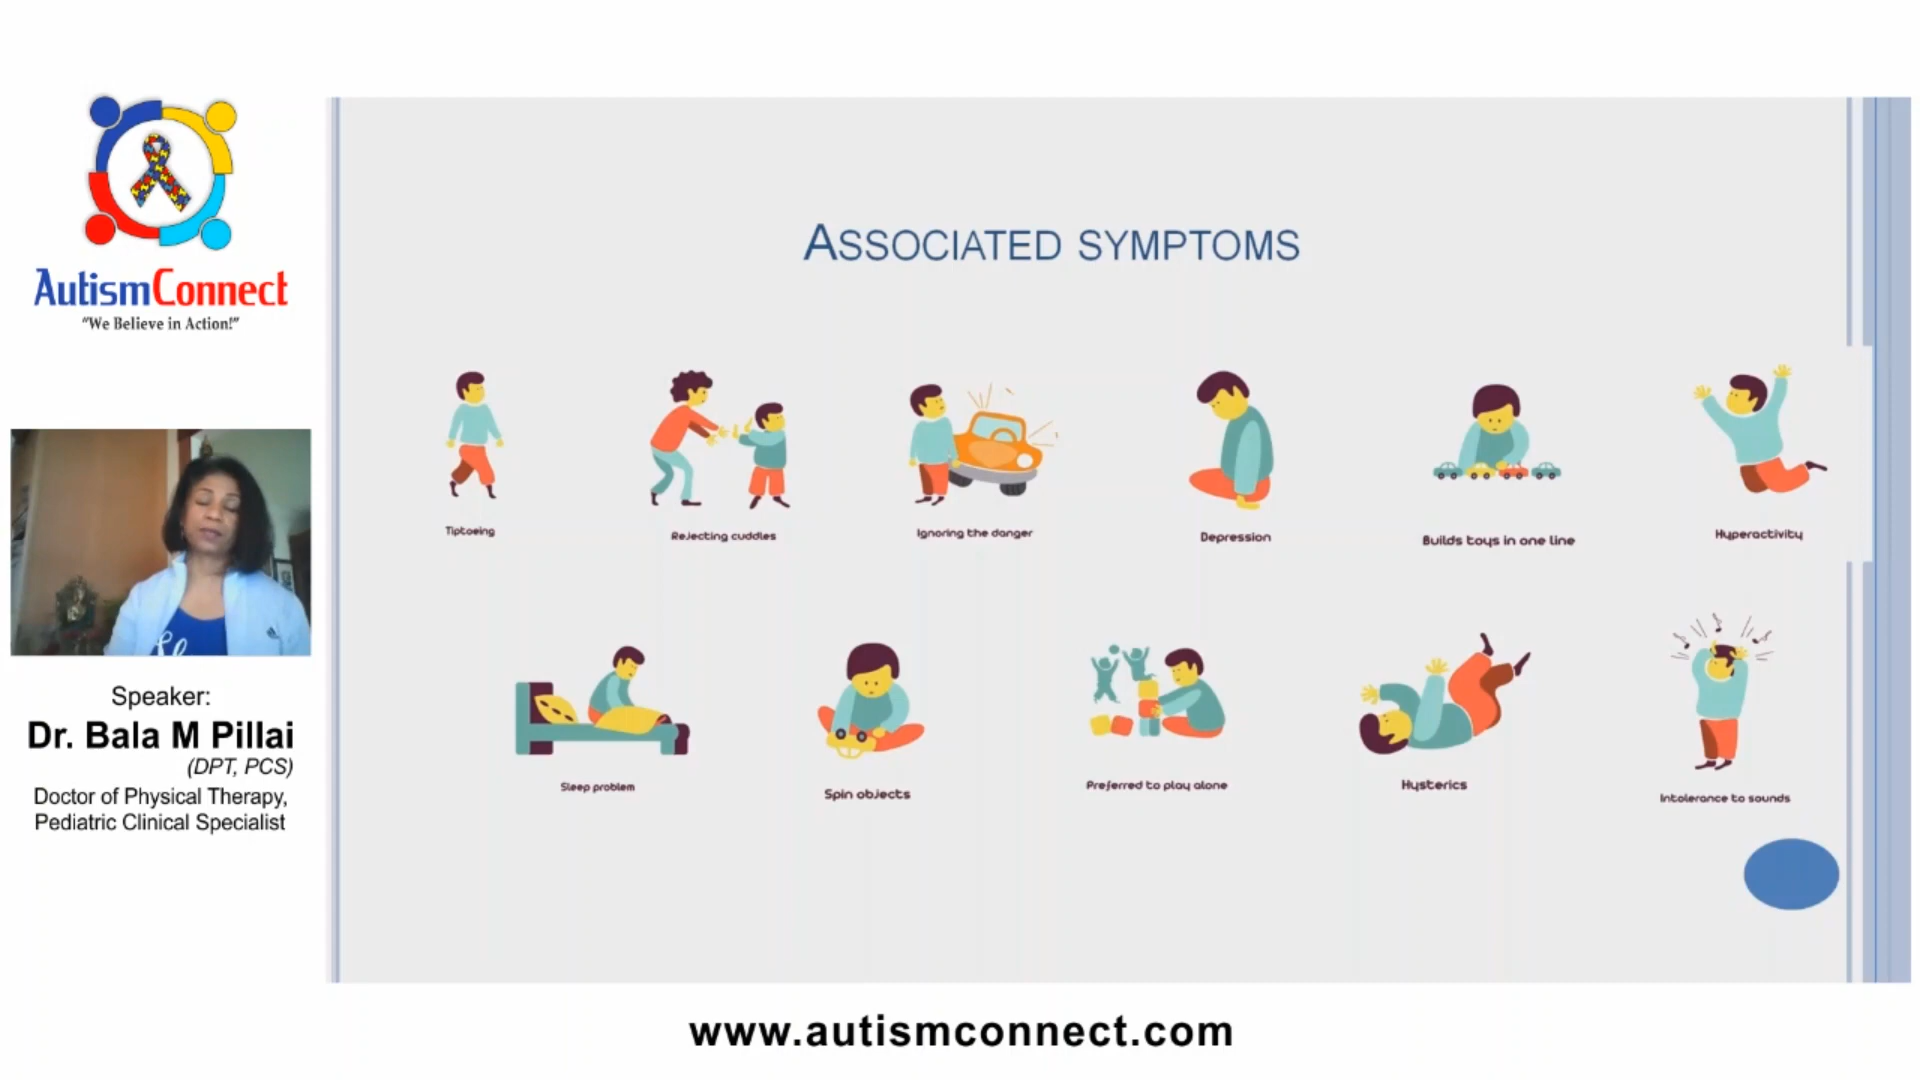 AutismConnect
"We Believe in Action!"
Speaker:
Dr. Bala M Pillai
(DPT, PCS)
Doctor of Physical Therapy,
Pediatric Clinical Specialist
ASSOCIATED SYMPTOMS
Tiptoeing
Rejecting cuddles
Ignoring the danger
Depression
Builds toys in one line
Hyperactivity
Sleep problem
Spin objects
Preferred to play alone
Hysterics
Intolerance to sounds
www.autismconnect.com